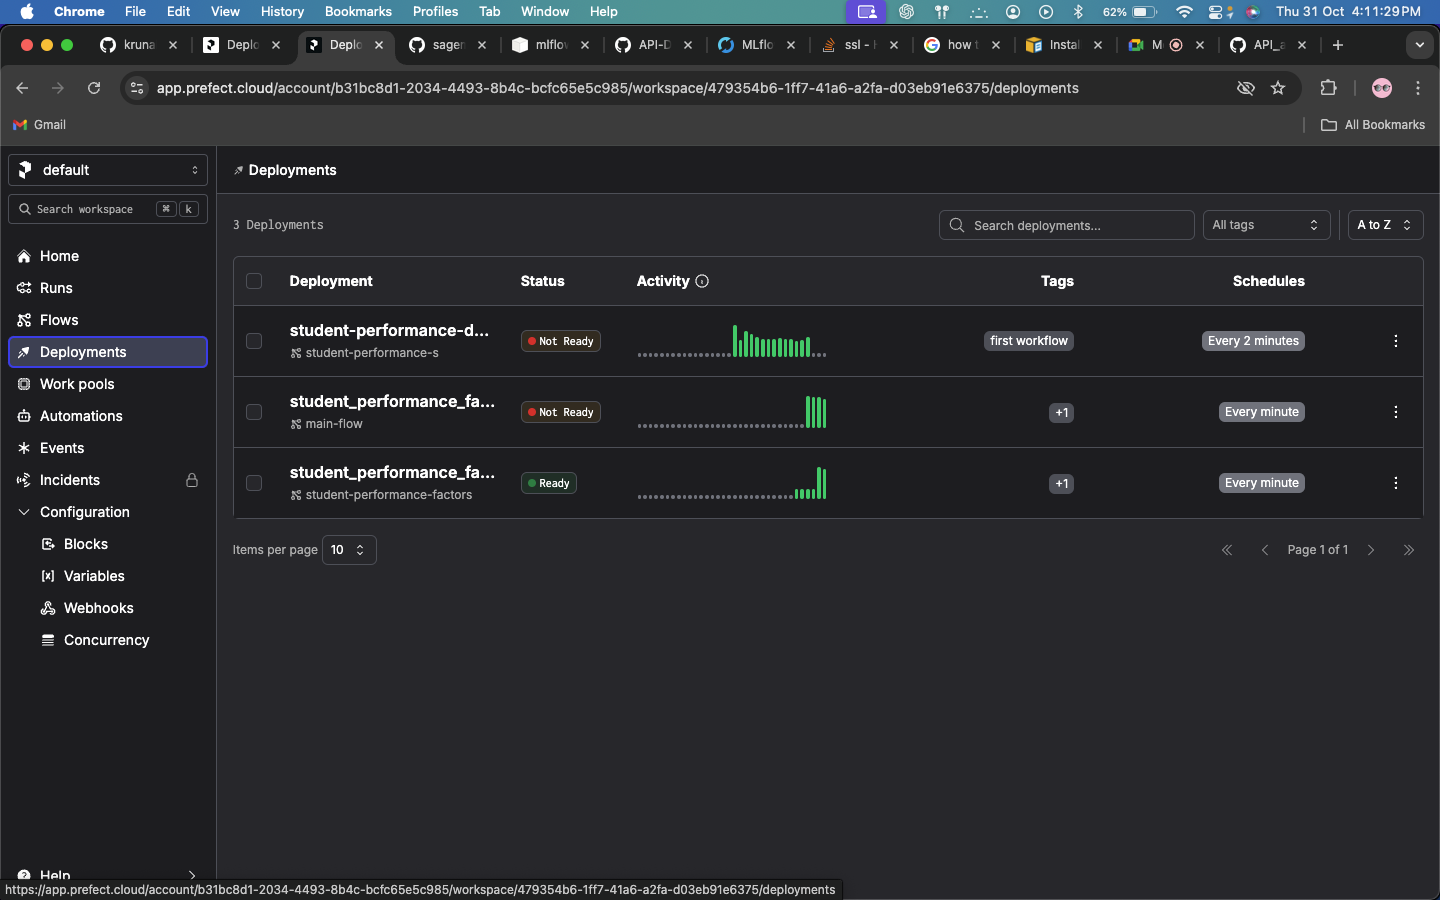 Chrome File Edit View History Bookmarks Profiles Tab Window Help 62% Thu 31 Oct 4:11:29 PM
kruna Deplo Deplo sager mlflow API-D MLflo ssl - how t Instal M API_
app.prefect.cloud/account/b31bc8d1-2034-4493-8b4c-bcfc65e5c985/workspace/479354b6-1ff7-41a6-a2fa-d03eb91e6375/deployments
Gmail All Bookmarks
default
Search workspace ⌘ k
Home
Runs
Flows
Deployments
Work pools
Automations
Events
Incidents
Configuration
Blocks
Variables
Webhooks
Concurrency
Help
Deployments
3 Deployments Search deployments... All tags A to Z
Deployment Status Activity Tags Schedules
student-performance-d... Not Ready first workflow Every 2 minutes
student-performance-s
student_performance_fa... Not Ready +1 Every minute
main-flow
student_performance_fa... Ready +1 Every minute
student-performance-factors
Items per page 10 Page 1 of 1
https://app.prefect.cloud/account/b31bc8d1-2034-4493-8b4c-bcfc65e5c985/workspace/479354b6-1ff7-41a6-a2fa-d03eb91e6375/deployments